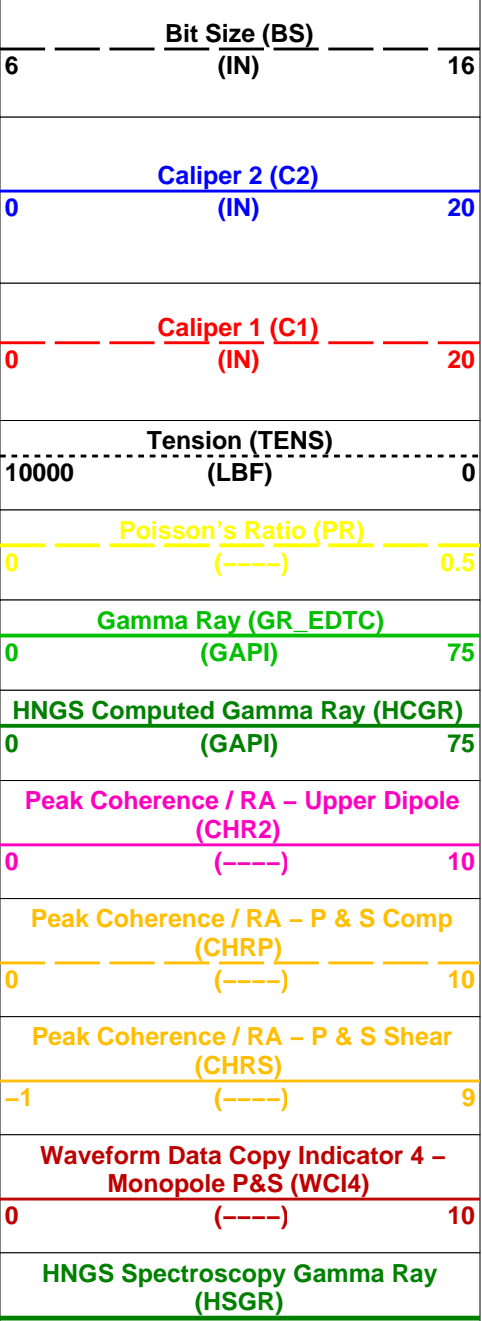 Bit Size (BS)
6 (IN) 16
Caliper 2 (C2)
0 (IN) 20
Caliper 1 (C1)
0 (IN) 20
Tension (TENS)
10000 (LBF) 0
Poisson's Ratio (PR)
0 (−−−−) 0.5
Gamma Ray (GR_EDTC)
0 (GAPI) 75
HNGS Computed Gamma Ray (HCGR)
0 (GAPI) 75
Peak Coherence / RA − Upper Dipole
(CHR2)
0 (−−−−) 10
Peak Coherence / RA − P & S Comp
(CHRP)
0 (−−−−) 10
Peak Coherence / RA − P & S Shear
(CHRS)
−1 (−−−−) 9
Waveform Data Copy Indicator 4 −
Monopole P&S (WCI4)
0 (−−−−) 10
HNGS Spectroscopy Gamma Ray
(HSGR)